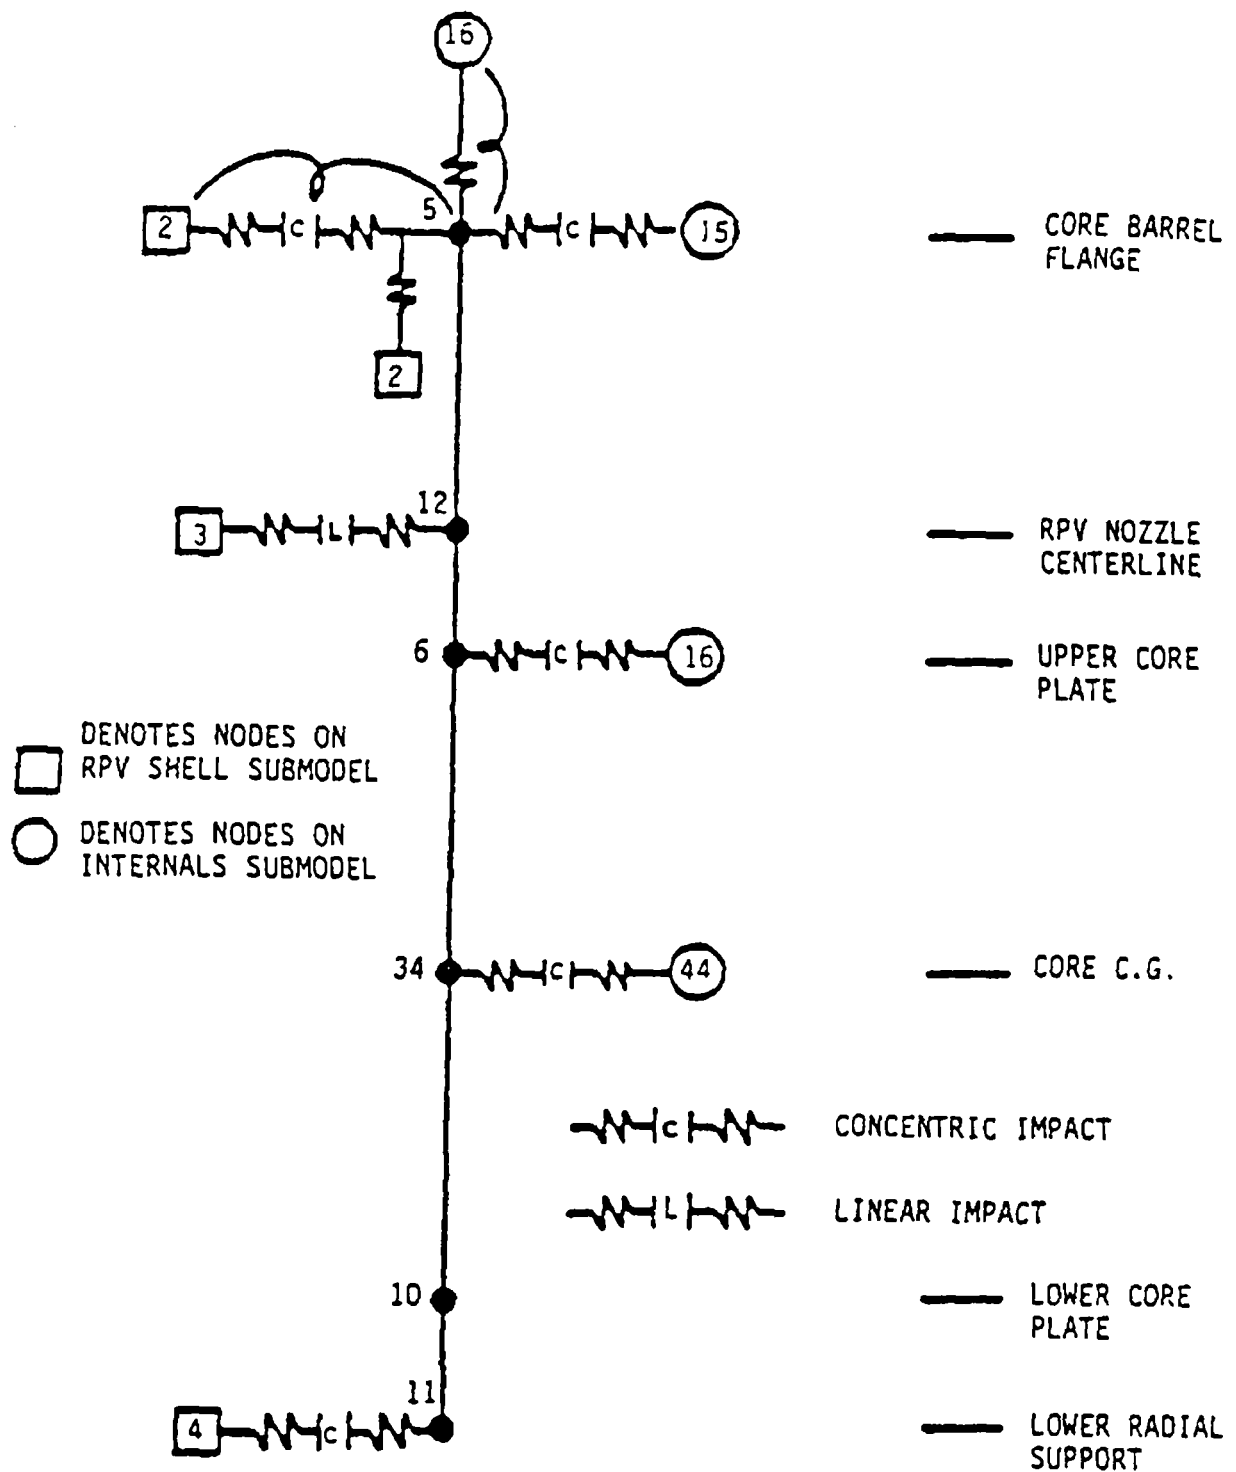 16
5
2
C
C
15
CORE BARREL
FLANGE
2
12
3
L
RPV NOZZLE
CENTERLINE
6
C
16
UPPER CORE
PLATE
DENOTES NODES ON
RPV SHELL SUBMODEL
DENOTES NODES ON
INTERNALS SUBMODEL
34
C
44
CORE C.G.
C
CONCENTRIC IMPACT
L
LINEAR IMPACT
10
LOWER CORE
PLATE
11
4
C
LOWER RADIAL
SUPPORT